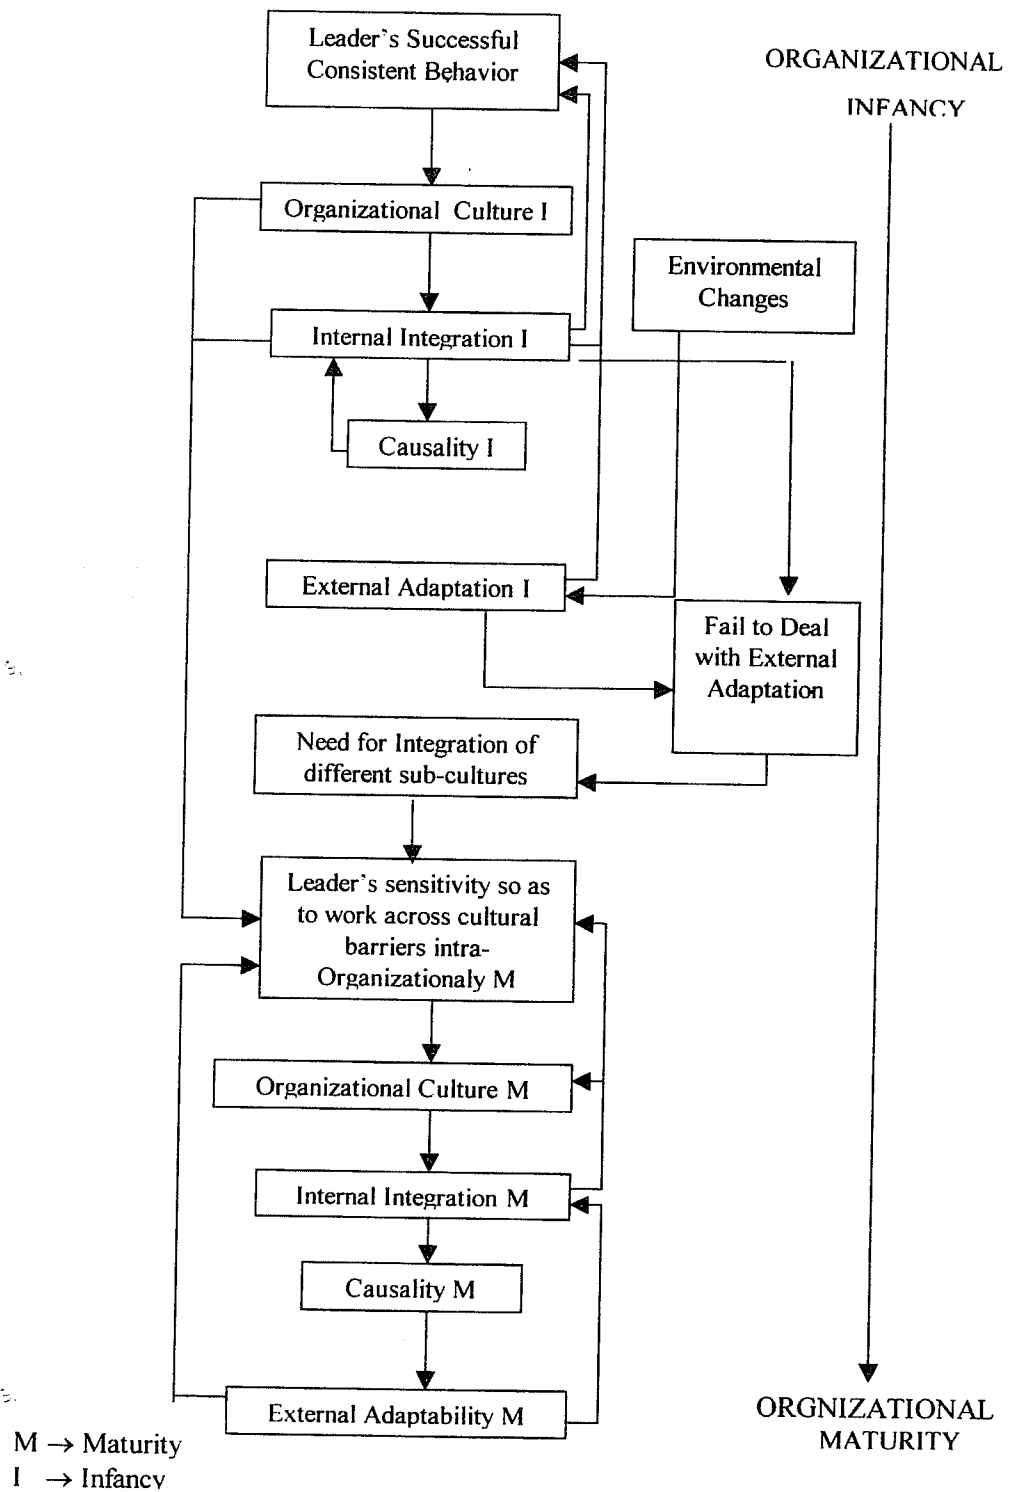 Leader's Successful
Consistent Behavior
ORGANIZATIONAL
INFANCY
Organizational Culture I
Environmental
Changes
Internal Integration I
Causality I
External Adaptation I
Fail to Deal
with External
Adaptation
Need for Integration of
different sub-cultures
Leader's sensitivity so as
to work across cultural
barriers intra-
Organizationaly M
Organizational Culture M
Internal Integration M
Causality M
External Adaptability M
ORGNIZATIONAL
MATURITY
M → Maturity
I → Infancy